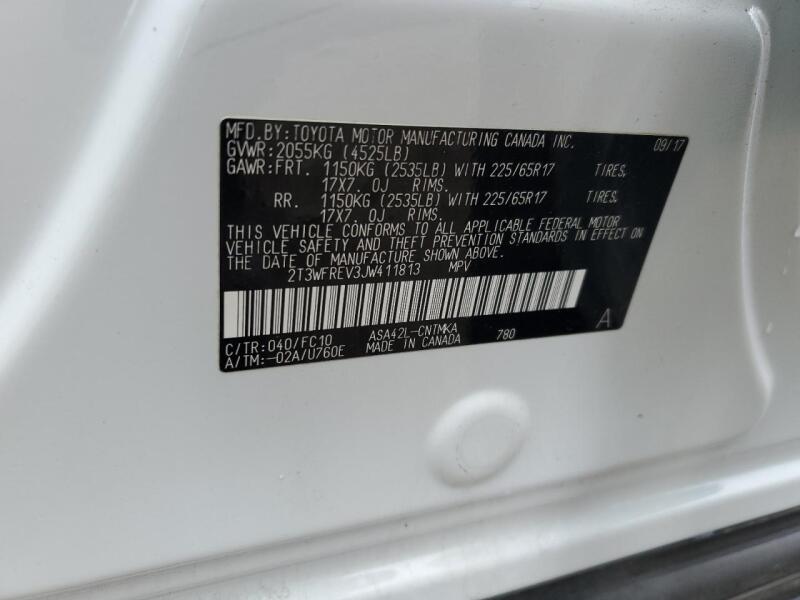 MFD.BY:TOYOTA MOTOR MANUFACTURING CANADA INC. 09/17
GVWR:2055KG (4525LB)
GAWR:FRT. 1150KG (2535LB) WITH 225/65R17 TIRES,
17X7.0J RIMS.
RR. 1150KG (2535LB) WITH 225/65R17 TIRES,
17X7.0J RIMS.
THIS VEHICLE CONFORMS TO ALL APPLICABLE FEDERAL MOTOR
VEHICLE SAFETY AND THEFT PREVENTION STANDARDS IN EFFECT ON
THE DATE OF MANUFACTURE SHOWN ABOVE.
2T3WFREV3JW411813 MPV
C/TR:040/FC10 ASA42L-CNTMKA 780 A
A/TM:-02A/U760E MADE IN CANADA